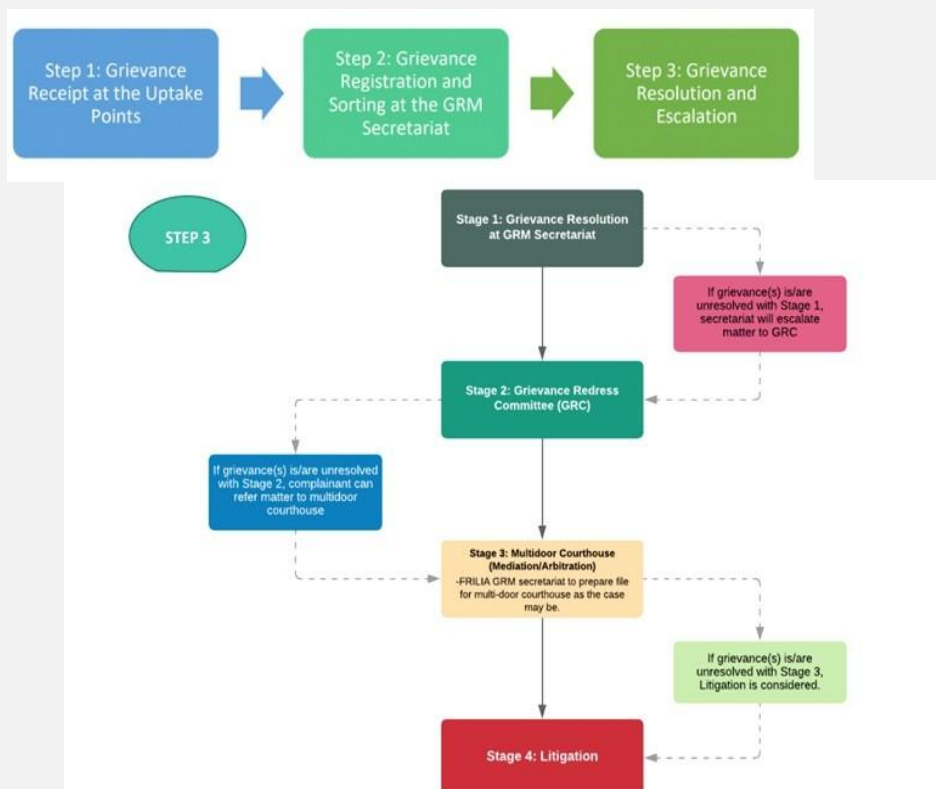 Step 1: Grievance
Receipt at the Uptake
Points
Step 2: Grievance
Registration and
Sorting at the GRM
Secretariat
Step 3: Grievance
Resolution and
Escalation
STEP 3
Stage 1: Grievance Resolution
at GRM Secretariat
If grievance(s) is/are
unresolved with Stage 1,
secretariat will escalate
matter to GRC
Stage 2: Grievance Redress
Committee (GRC)
If grievance(s) is/are unresolved
with Stage 2, complainant can
refer matter to multidoor
courthouse
Stage 3: Multidoor Courthouse
(Mediation/Arbitration)
-FRILIA GRM secretariat to prepare file
for multi-door courthouse as the case
may be.
If grievance(s) is/are
unresolved with Stage 3,
Litigation is considered.
Stage 4: Litigation